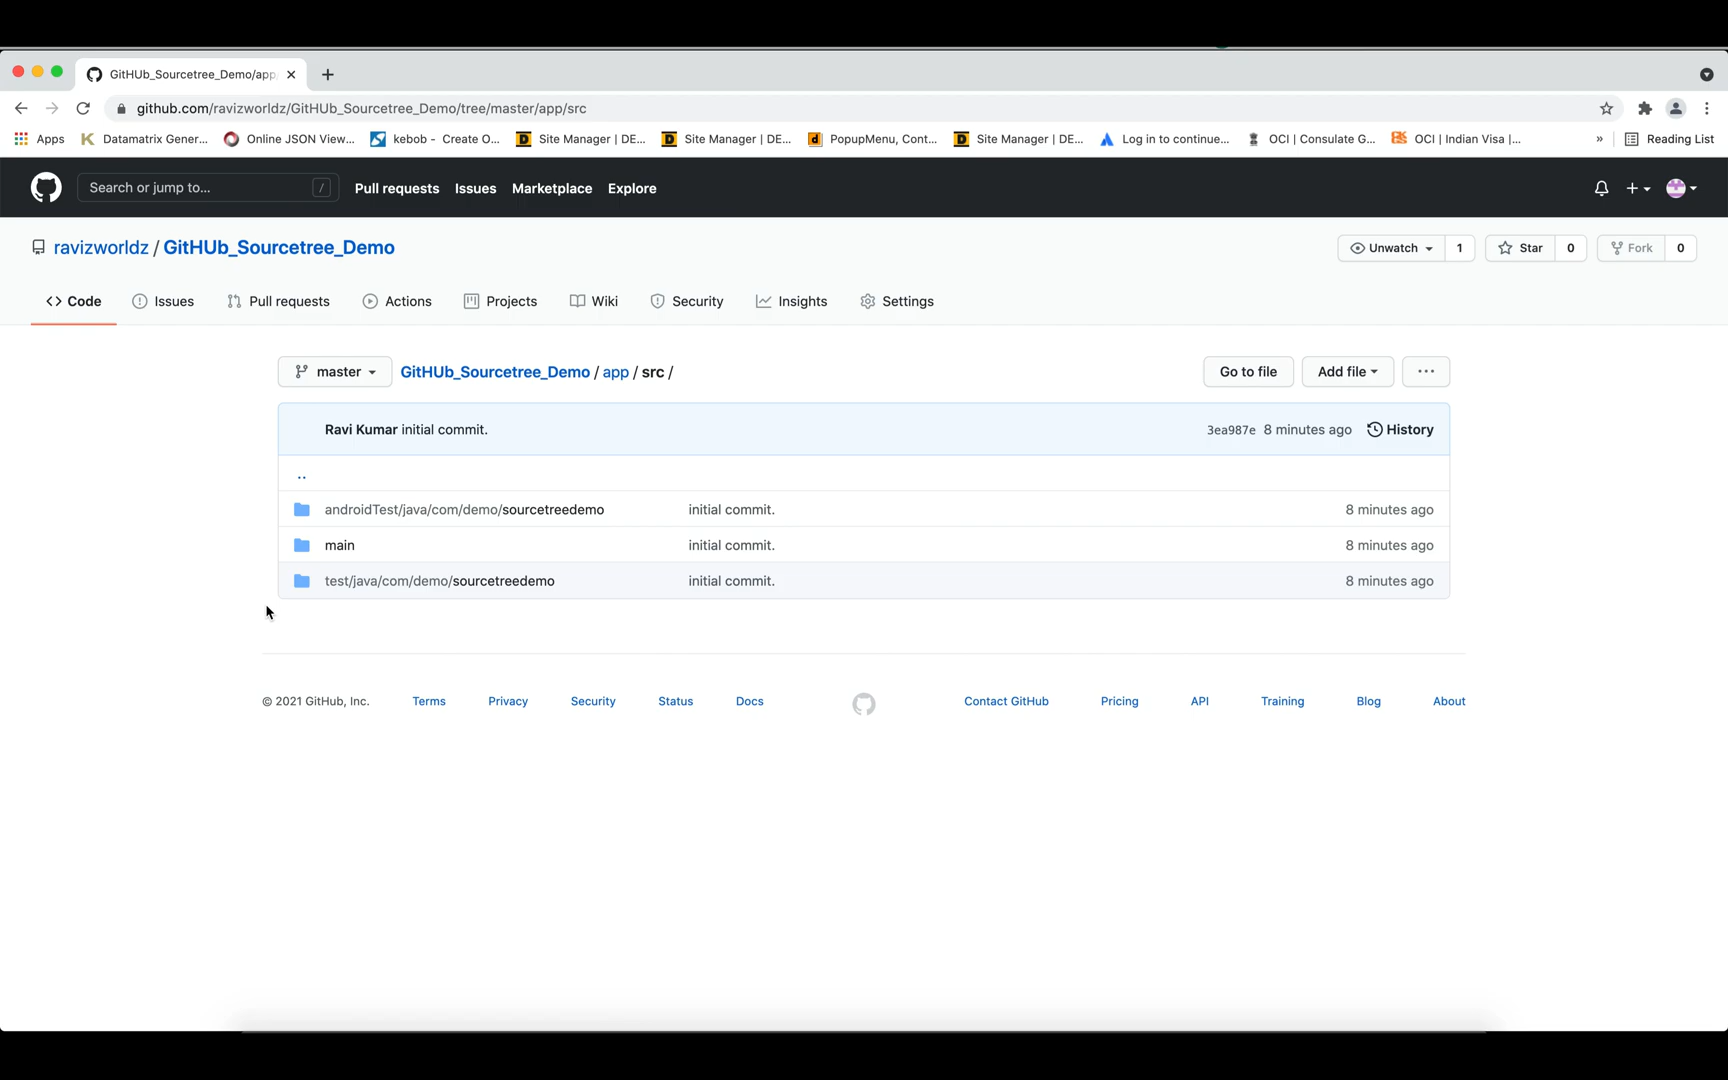 GitHUb_Sourcetree_Demo/app
github.com/ravizworldz/GitHUb_Sourcetree_Demo/tree/master/app/src
Apps Datamatrix Gener... Online JSON View... kebob - Create O... Site Manager | DE... Site Manager | DE... PopupMenu, Cont... Site Manager | DE... Log in to continue... OCI | Consulate G... OCI | Indian Visa |... » Reading List
Search or jump to... / Pull requests Issues Marketplace Explore
ravizworldz / GitHUb_Sourcetree_Demo Unwatch 1 Star 0 Fork 0
Code Issues Pull requests Actions Projects Wiki Security Insights Settings
master GitHUb_Sourcetree_Demo / app / src / Go to file Add file ...
Ravi Kumar initial commit. 3ea987e 8 minutes ago History
..
androidTest/java/com/demo/sourcetreedemo initial commit. 8 minutes ago
main initial commit. 8 minutes ago
test/java/com/demo/sourcetreedemo initial commit. 8 minutes ago
© 2021 GitHub, Inc. Terms Privacy Security Status Docs Contact GitHub Pricing API Training Blog About